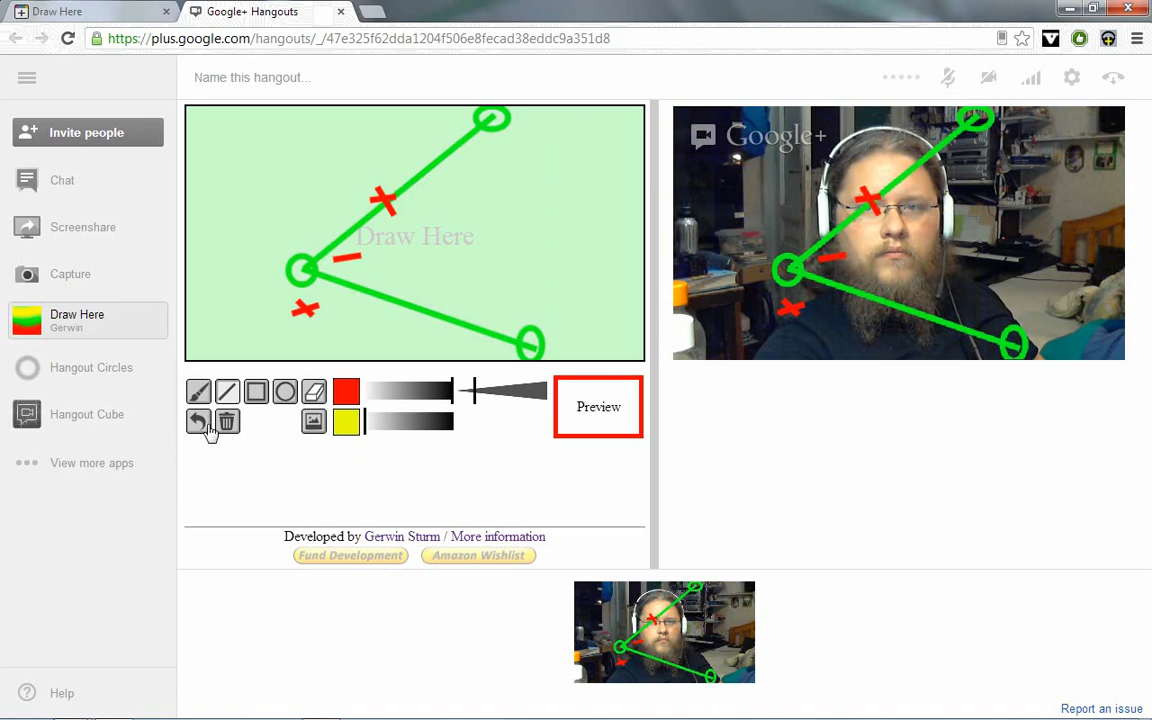 Draw Here
Google+ Hangouts
https://plus.google.com/hangouts/_/47e325f62dda1204f506e8fecad38eddc9a351d8
Name this hangout...
Invite people
Chat
Screenshare
Capture
Draw Here
Gerwin
Hangout Circles
Hangout Cube
View more apps
Help
Draw Here
Preview
Developed by Gerwin Sturm / More information
Fund Development
Amazon Wishlist
Google+
Report an issue